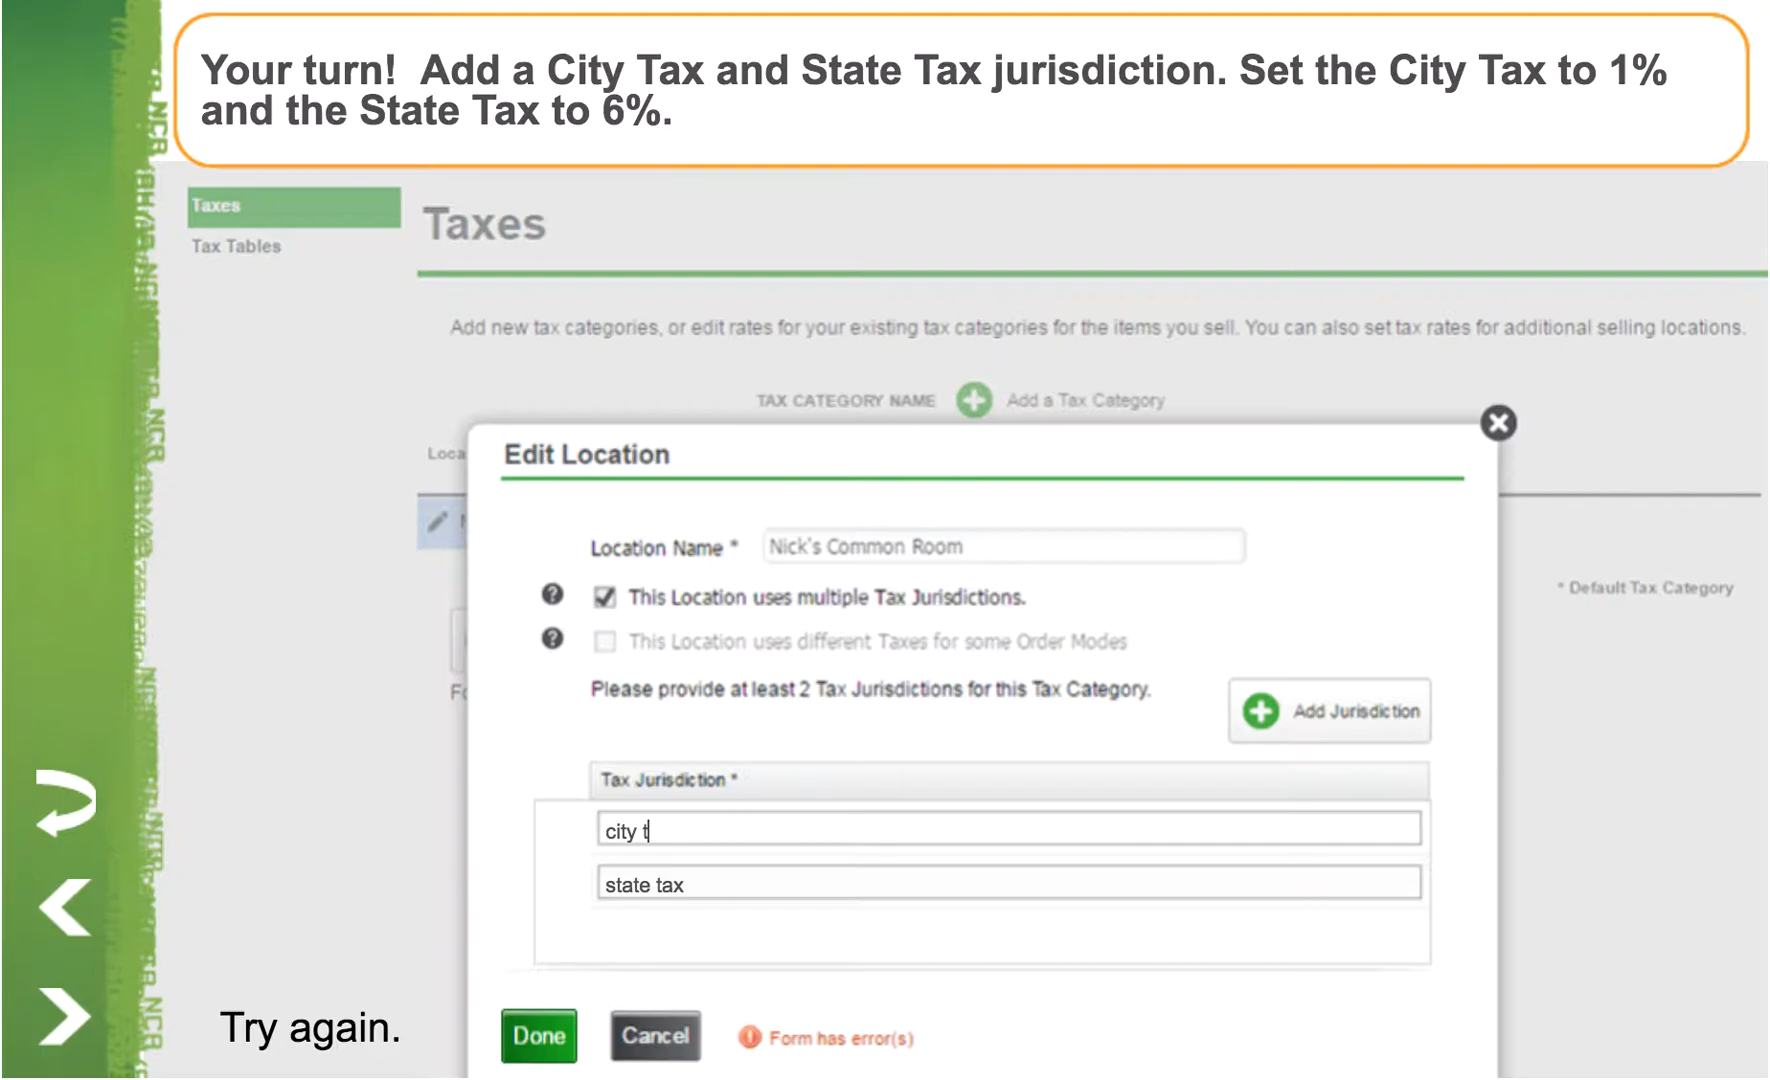 Your turn!  Add a City Tax and State Tax jurisdiction. Set the City Tax to 1%
and the State Tax to 6%.
Taxes
Tax Tables
Taxes
Add new tax categories, or edit rates for your existing tax categories for the items you sell. You can also set tax rates for additional selling locations.
TAX CATEGORY NAME Add a Tax Category
Loca
Edit Location
Location Name * Nick's Common Room
This Location uses multiple Tax Jurisdictions.
* Default Tax Category
This Location uses different Taxes for some Order Modes
Please provide at least 2 Tax Jurisdictions for this Tax Category.
Add Jurisdiction
Tax Jurisdiction *
city t
state tax
Try again.
Done Cancel Form has error(s)
NCR